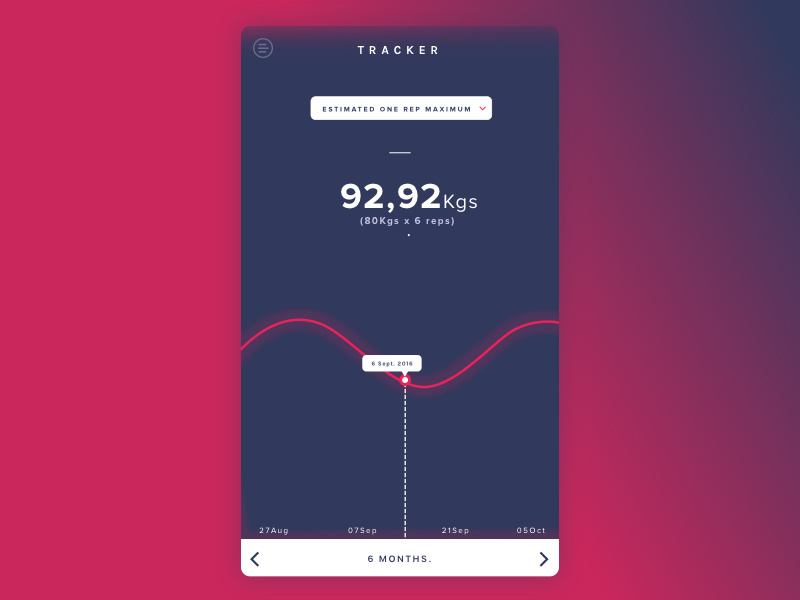 TRACKER
ESTIMATED ONE REP MAXIMUM
92,92Kgs
(80Kgs x 6 reps)
6 Sept. 2016
27Aug 07Sep 21Sep 05Oct
6 MONTHS.